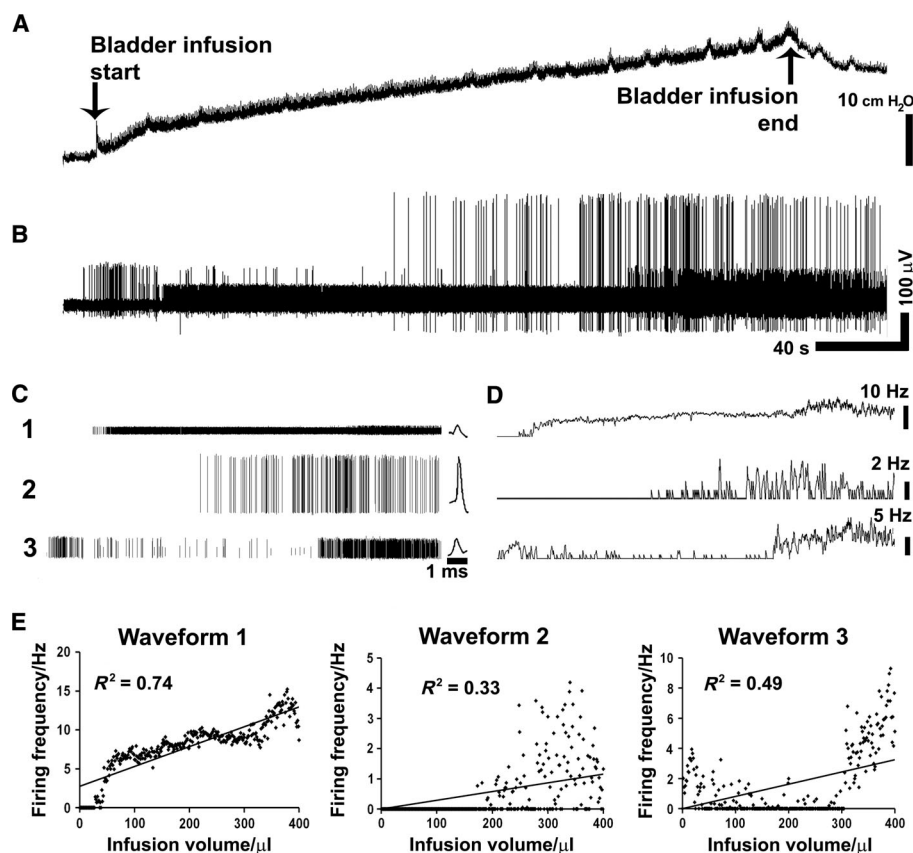 A
Bladder infusion
start
Bladder infusion
end
10 cm H₂O
B
100 µV
40 s
C
1
2
3
1 ms
D
10 Hz
2 Hz
5 Hz
E
Waveform 1
Firing frequency/Hz
20
15
10
5
0
R² = 0.74
0 100 200 300 400
Infusion volume/µl
Waveform 2
Firing frequency/Hz
5
4
3
2
1
0
R² = 0.33
0 100 200 300 400
Infusion volume/µl
Waveform 3
Firing frequency/Hz
10
8
6
4
2
0
R² = 0.49
0 100 200 300 400
Infusion volume/µl